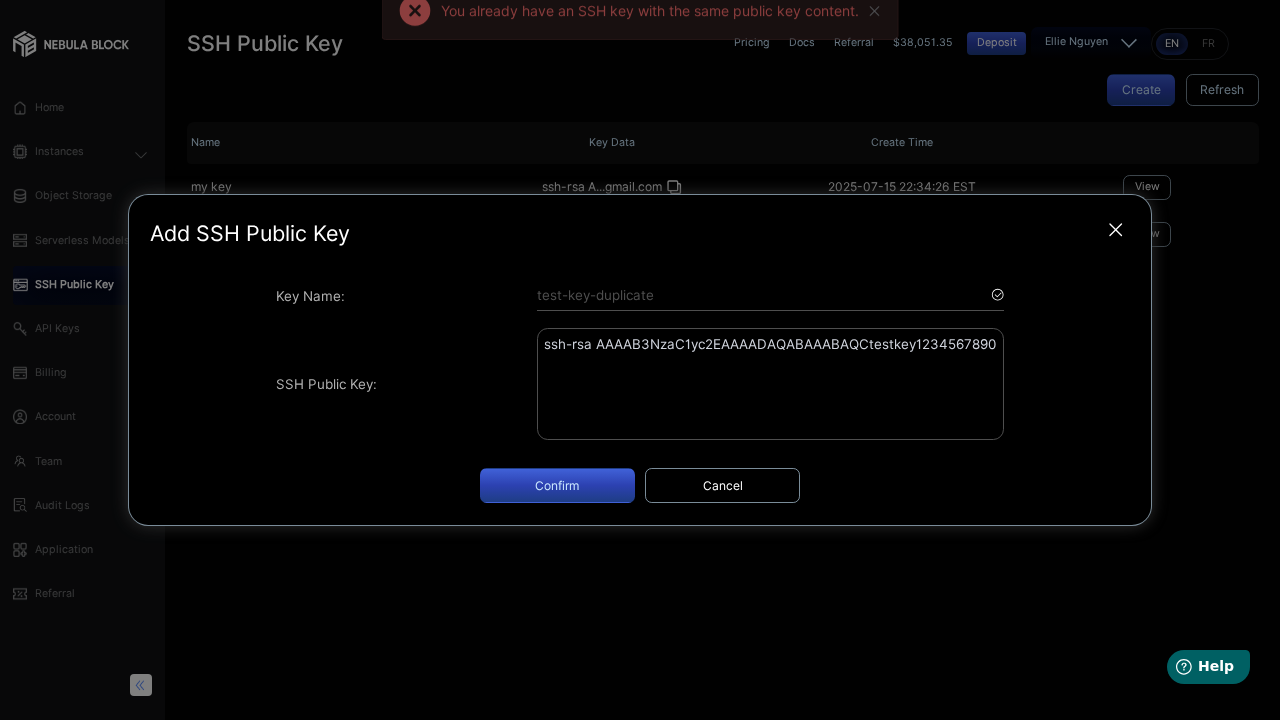 You already have an SSH key with the same public key content.
NEBULA BLOCK
SSH Public Key
Pricing
Docs
Referral
$38,051.35
Deposit
Ellie Nguyen
EN
FR
Create
Refresh
Home
Instances
Object Storage
Serverless Models
SSH Public Key
API Keys
Billing
Account
Team
Audit Logs
Application
Referral
Name
Key Data
Create Time
my key
ssh-rsa A...gmail.com
2025-07-15 22:34:26 EST
View
Add SSH Public Key
Key Name:
test-key-duplicate
SSH Public Key:
ssh-rsa AAAAB3NzaC1yc2EAAAADAQABAAABAQCtestkey1234567890
Confirm
Cancel
Help